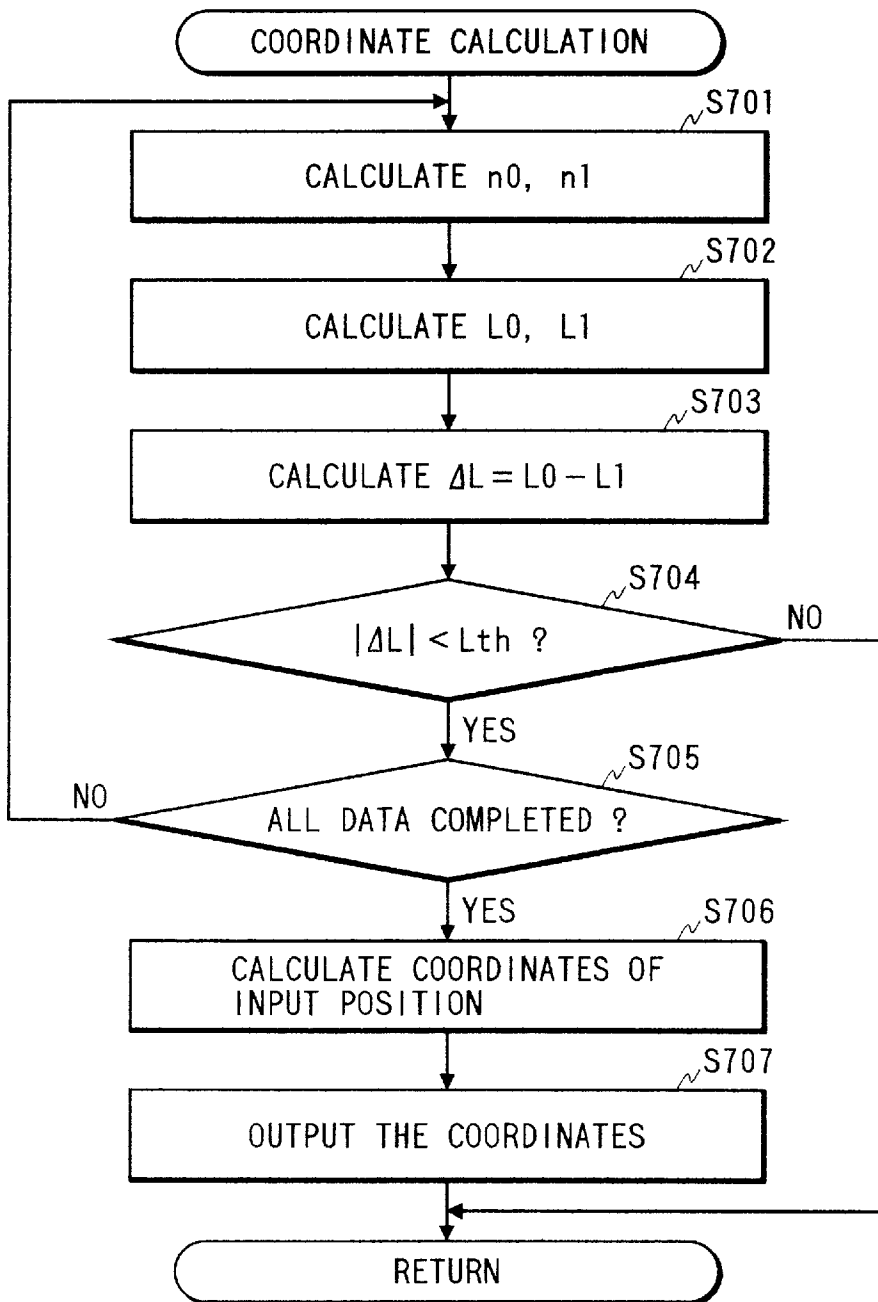 COORDINATE CALCULATION
S701
CALCULATE n0, n1
S702
CALCULATE L0, L1
S703
CALCULATE ΔL = L0 − L1
S704
|ΔL| < Lth ?
NO
YES
S705
ALL DATA COMPLETED ?
NO
YES
S706
CALCULATE COORDINATES OF
INPUT POSITION
S707
OUTPUT THE COORDINATES
RETURN